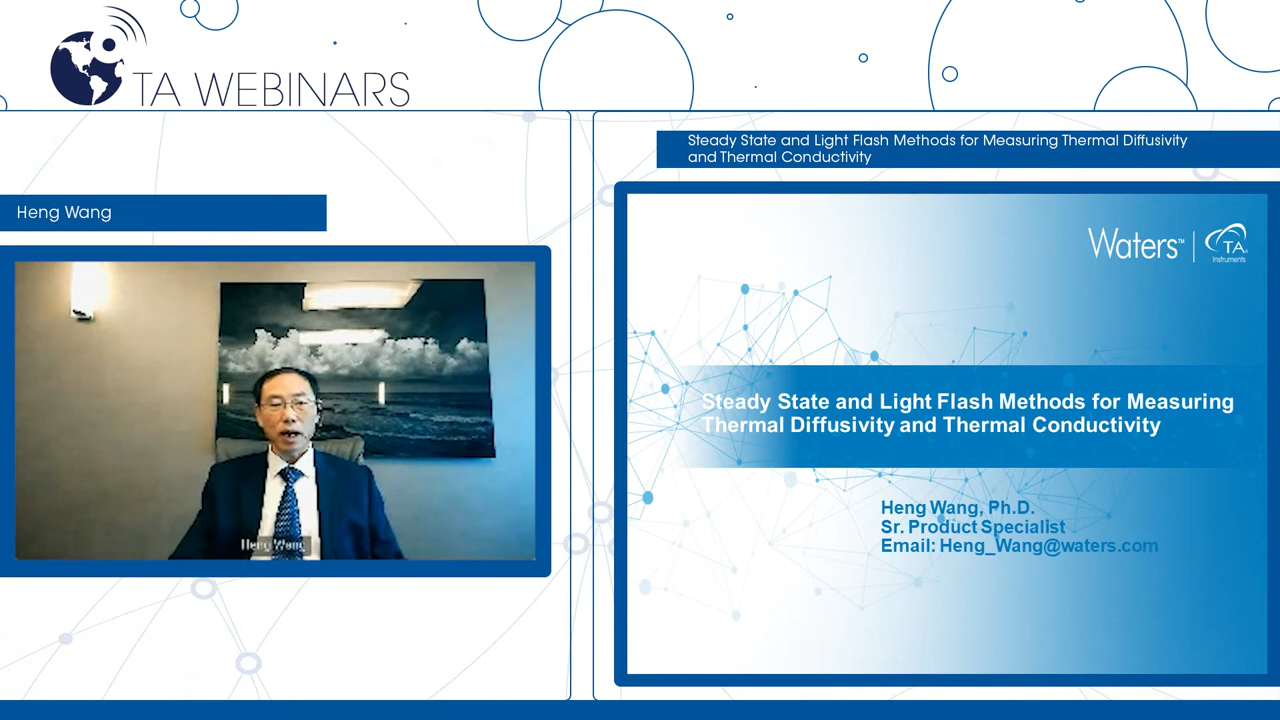 TA WEBINARS
Heng Wang
Heng Wang
Steady State and Light Flash Methods for Measuring Thermal Diffusivity
and Thermal Conductivity
Waters™ | TA Instruments
Steady State and Light Flash Methods for Measuring
Thermal Diffusivity and Thermal Conductivity
Heng Wang, Ph.D.
Sr. Product Specialist
Email: Heng_Wang@waters.com